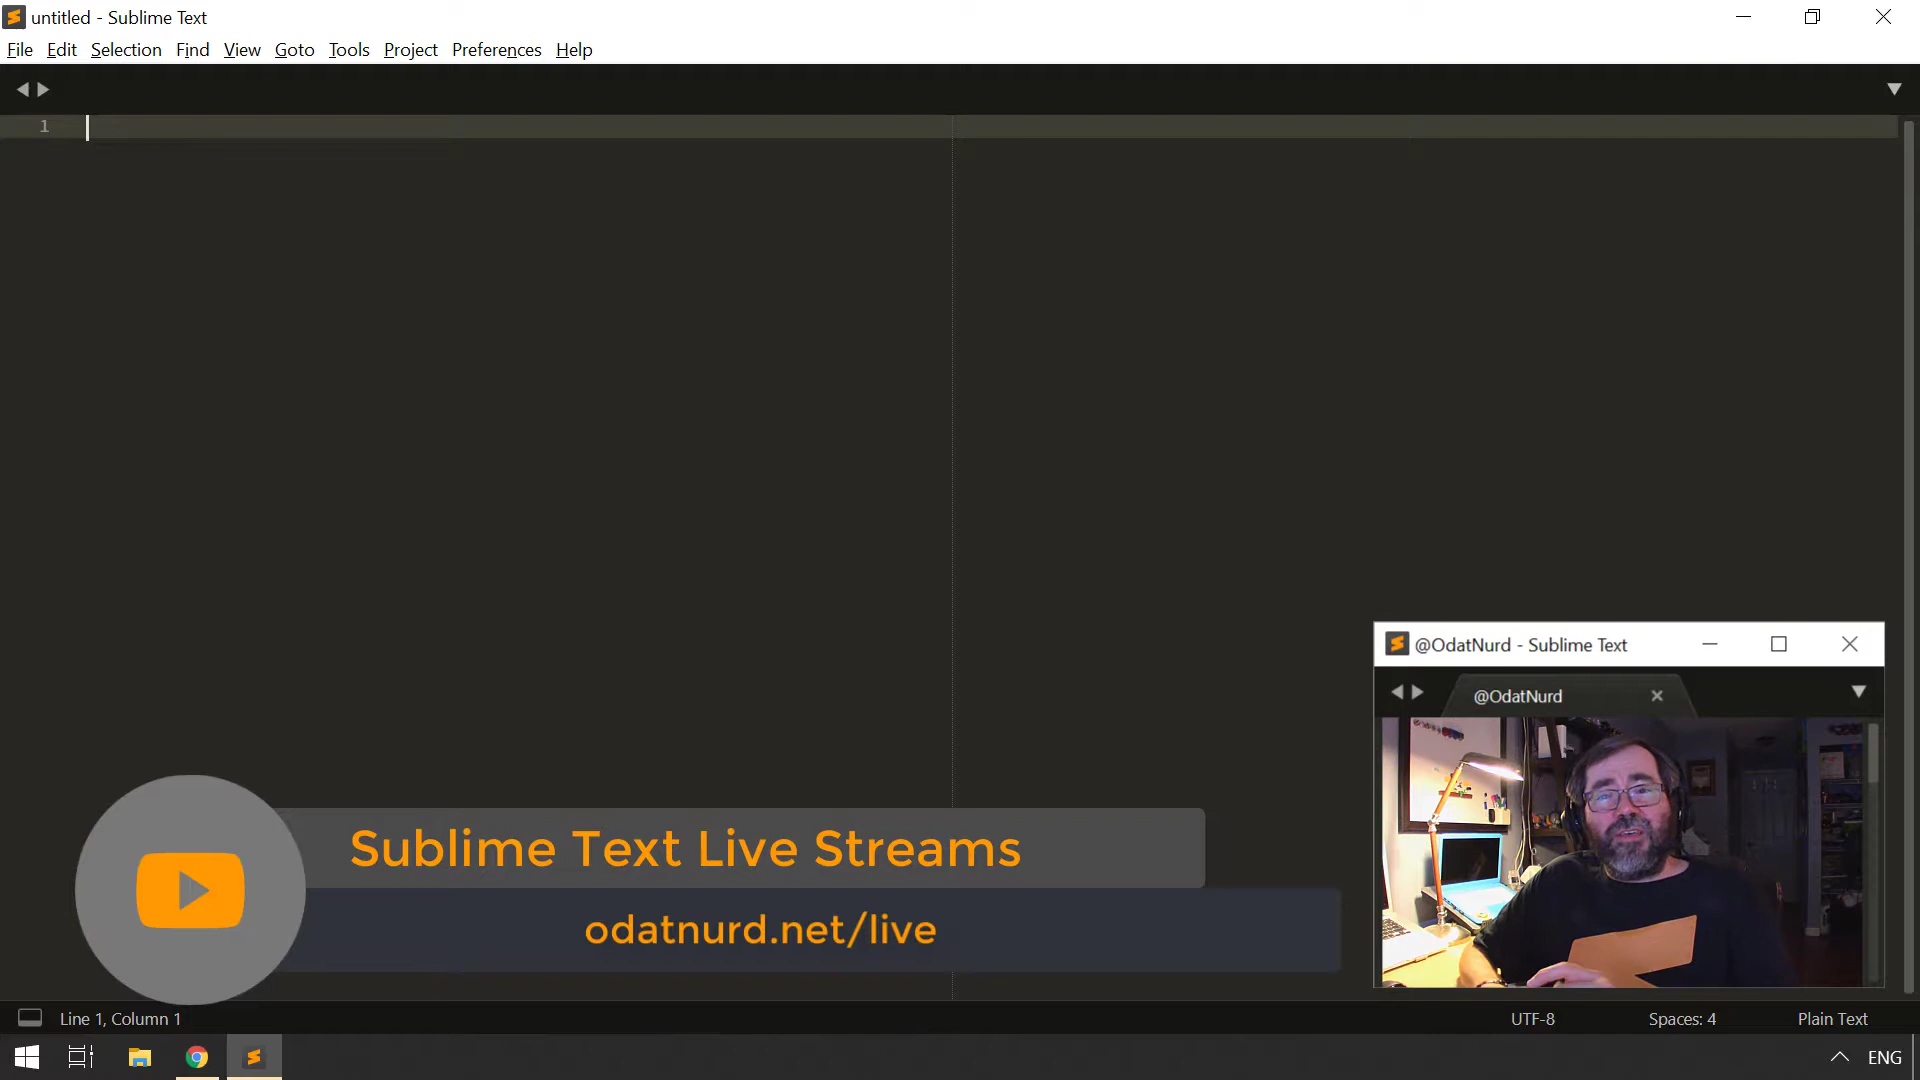 untitled - Sublime Text
File Edit Selection Find View Goto Tools Project Preferences Help
1
@OdatNurd - Sublime Text
@OdatNurd
Sublime Text Live Streams
odatnurd.net/live
Line 1, Column 1 UTF-8 Spaces: 4 Plain Text
ENG